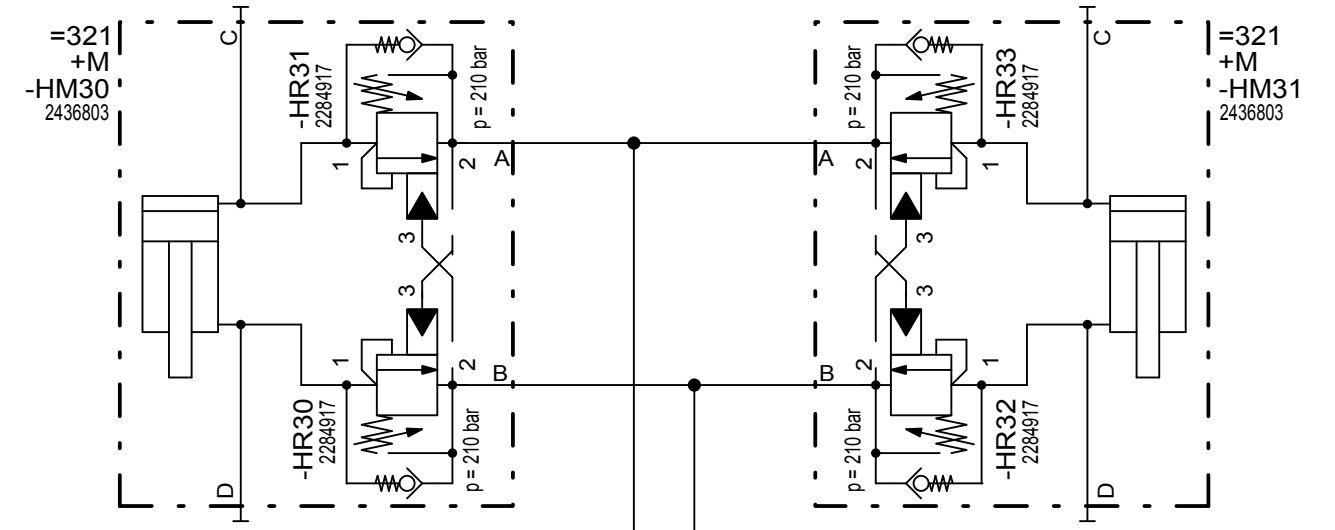 =321
+M
-HM30
2436803
C
-HR31
2284917
p = 210 bar
1
2
A
3
3
1
2
B
-HR30
2284917
p = 210 bar
D
p = 210 bar
-HR33
2284917
C
A
2
1
3
3
B
2
1
p = 210 bar
-HR32
2284917
D
=321
+M
-HM31
2436803